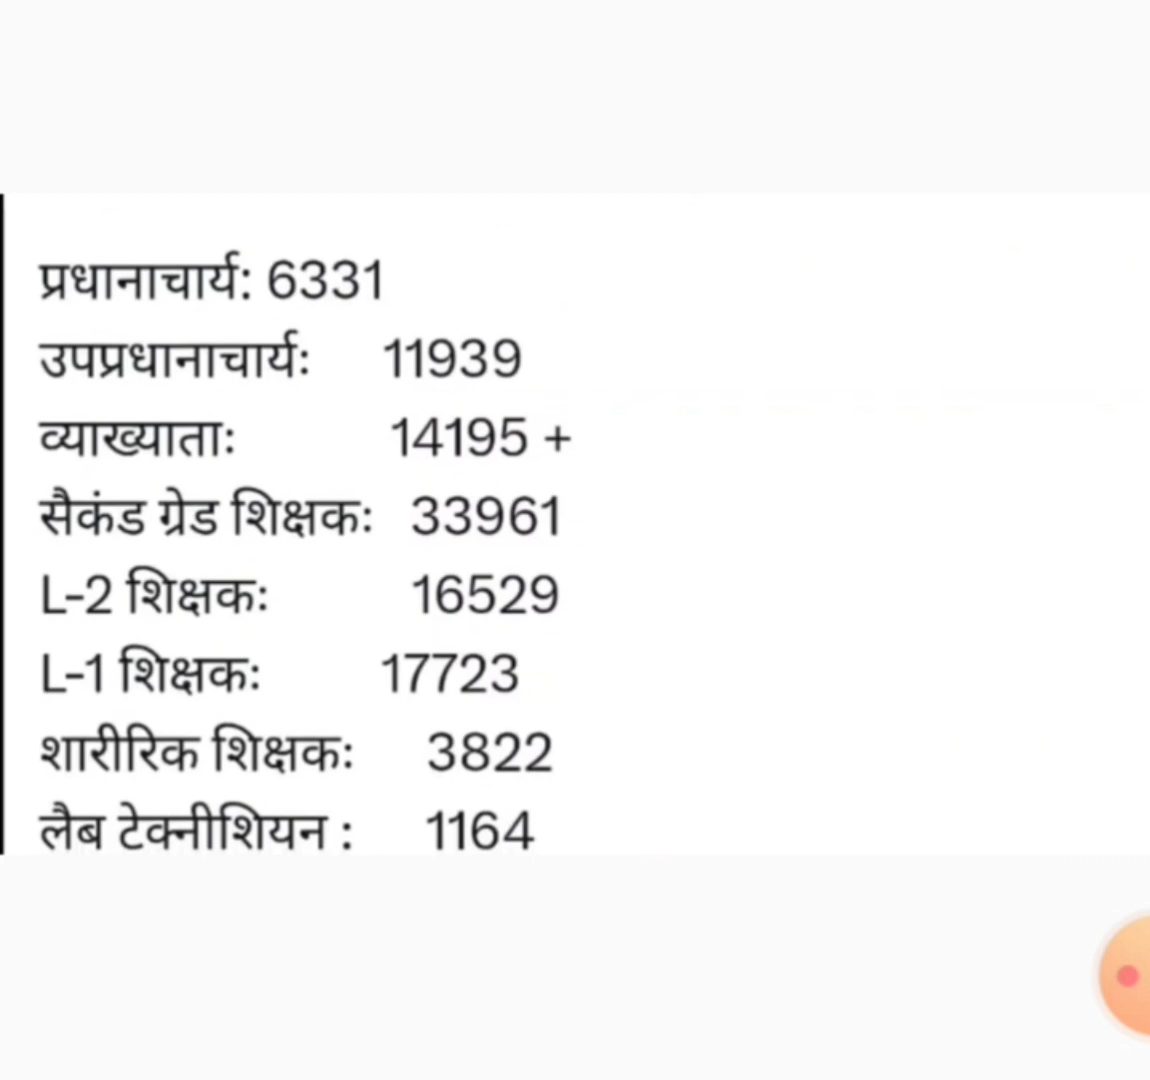 प्रधानाचार्य: 6331
उपप्रधानाचार्यः 11939
व्याख्याताः 14195 +
सैकंड ग्रेड शिक्षकः 33961
L-2 शिक्षकः 16529
L-1 शिक्षकः 17723
शारीरिक शिक्षकः 3822
लैब टेक्नीशियन : 1164